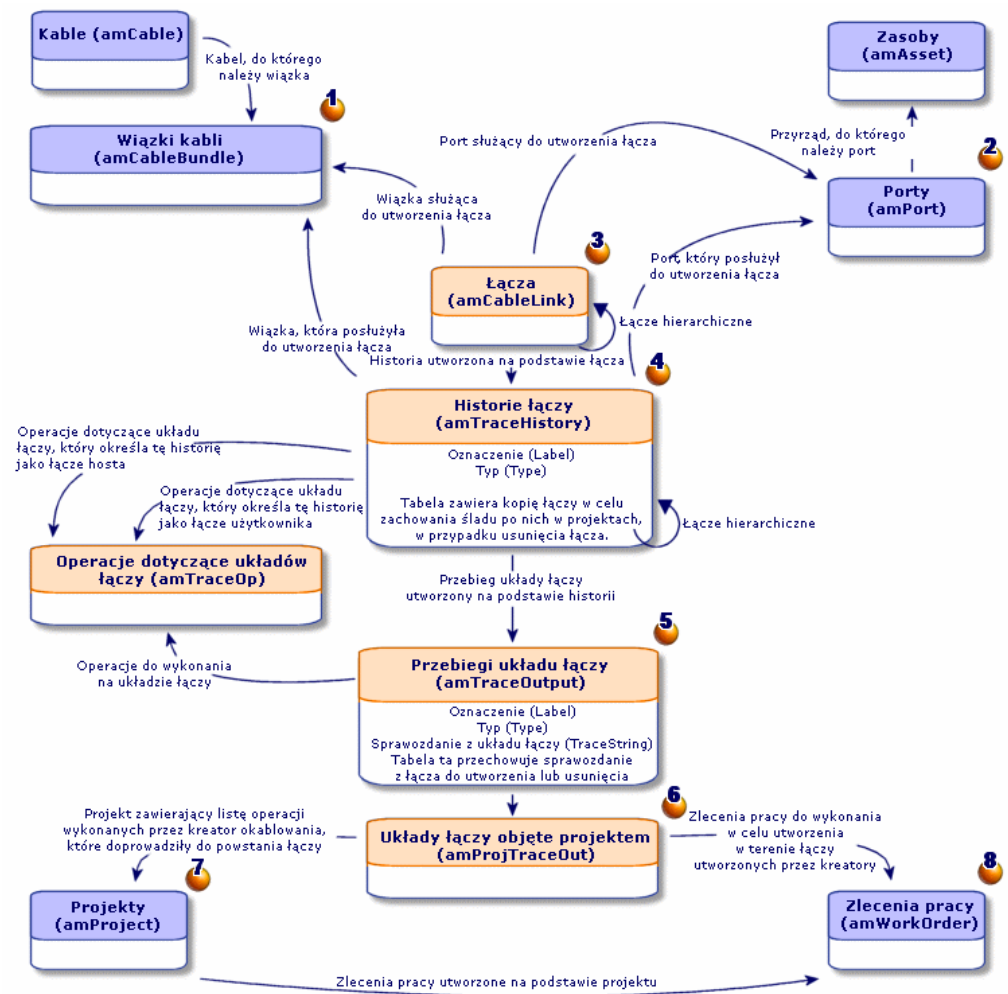 Kable (amCable)
Kabel, do którego
należy wiązka
Zasoby
(amAsset)
1
Wiązki kabli
(amCableBundle)
Port służący do utworzenia łącza
Przyrząd, do którego
należy port
2
Wiązka służąca
do utworzenia łącza
Porty
(amPort)
3
Łącza
(amCableLink)
Port, który posłużył
do utworzenia łącza
Łącze hierarchiczne
Wiązka, która posłużyła
do utworzenia łącza
Historia utworzona na podstawie łącza
4
Historie łączy
(amTraceHistory)
Oznaczenie (Label)
Typ (Type)
Tabela zawiera kopię łączy w celu
zachowania śladu po nich w projektach,
w przypadku usunięcia łącza.
Łącze hierarchiczne
Operacje dotyczące układu
łączy, który określa tę historię
jako łącze hosta
Operacje dotyczące układu
łączy, który określa tę historię
jako łącze użytkownika
Operacje dotyczące układów
łączy (amTraceOp)
Przebieg układy łączy
utworzony na podstawie historii
5
Operacje do wykonania
na układzie łączy
Przebiegi układu łączy
(amTraceOutput)
Oznaczenie (Label)
Typ (Type)
Sprawozdanie z układu łączy (TraceString)
Tabela ta przechowuje sprawozdanie
z łącza do utworzenia lub usunięcia
6
Projekt zawierający listę operacji
wykonanych przez kreator okablowania,
które doprowadziły do powstania łączy
Układy łączy objęte projektem
(amProjTraceOut)
Zlecenia pracy do wykonania
w celu utworzenia
w terenie łączy
utworzonych przez kreatory
7
8
Projekty
(amProject)
Zlecenia pracy
(amWorkOrder)
Zlecenia pracy utworzone na podstawie projektu